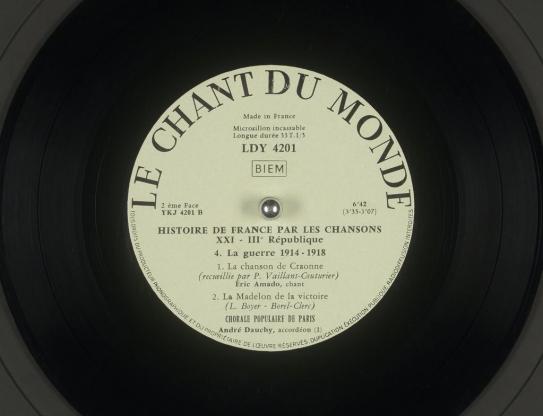 LE CHANT DU MONDE
Made in France
Microsillon incassable
Longue durée 33 T.1/3
LDY 4201
BIEM
2 ème Face
YKJ 4201 B
6'42
(3'35-3'07)
HISTOIRE DE FRANCE PAR LES CHANSONS
XXI - IIIe République
4. La guerre 1914-1918
1. La chanson de Craonne
(recueillie par P. Vaillant-Couturier)
Éric Amado, chant
2. La Madelon de la victoire
(L. Boyer - Borel-Clerc)
CHORALE POPULAIRE DE PARIS
André Dauchy, accordéon (1)
TOUS DROITS DU PRODUCTEUR PHONOGRAPHIQUE ET DU PROPRIÉTAIRE DE L'ŒUVRE RÉSERVÉS. DUPLICATION, EXÉCUTION PUBLIQUE, RADIODIFFUSION INTERDITES